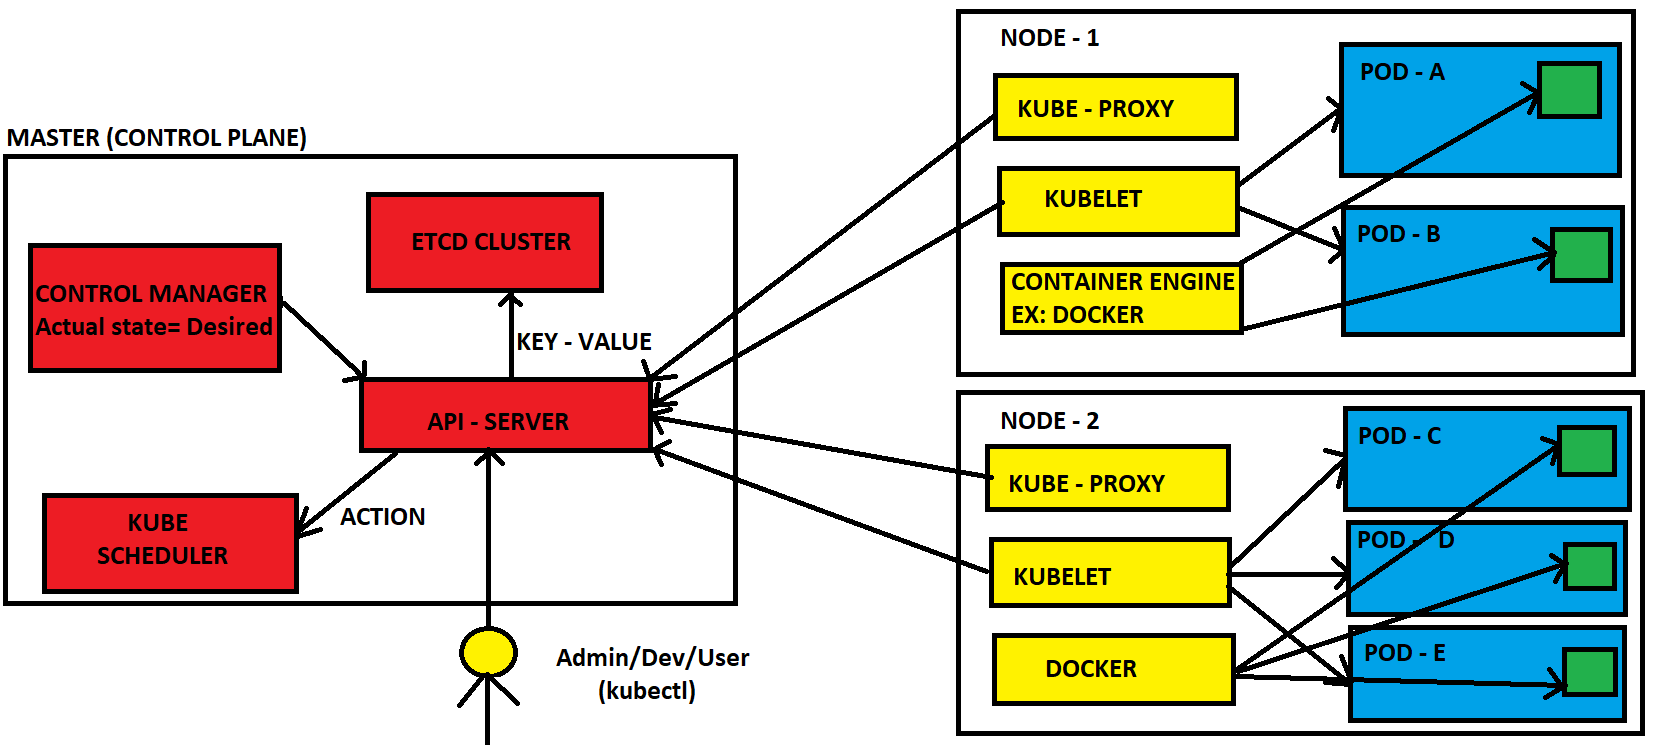 MASTER (CONTROL PLANE)
ETCD CLUSTER
CONTROL MANAGER
Actual state= Desired
KEY - VALUE
API - SERVER
KUBE
SCHEDULER
ACTION
Admin/Dev/User
(kubectl)
NODE - 1
KUBE - PROXY
KUBELET
CONTAINER ENGINE
EX: DOCKER
POD - A
POD - B
NODE - 2
KUBE - PROXY
KUBELET
DOCKER
POD - C
POD - D
POD - E